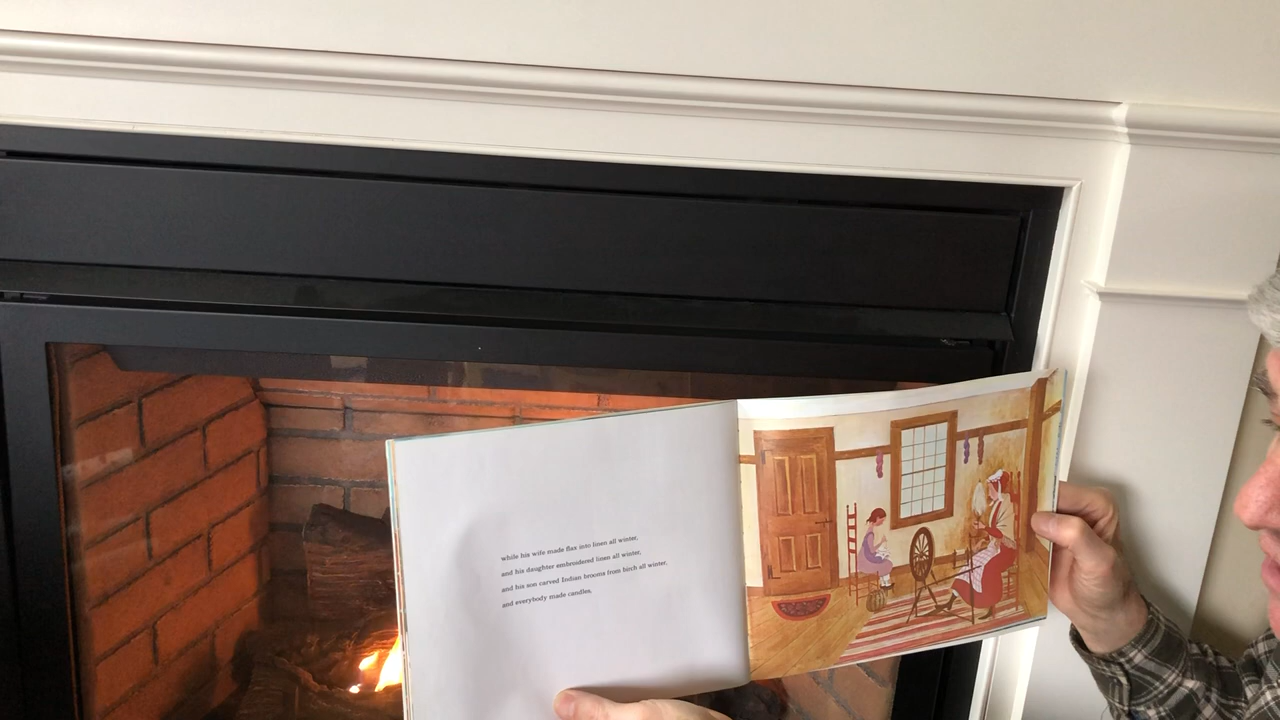 while his wife made flax into linen all winter,
and his daughter embroidered linen all winter,
and his son carved Indian brooms from birch all winter,
and everybody made candles,